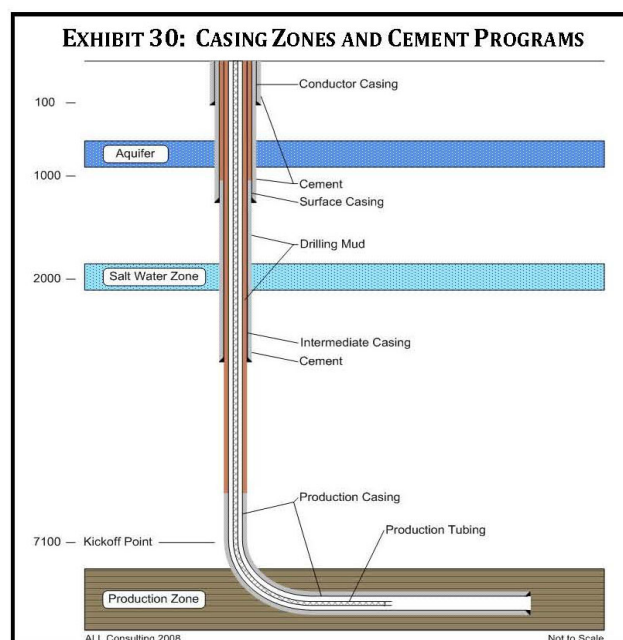 EXHIBIT 30: CASING ZONES AND CEMENT PROGRAMS
Conductor Casing
100
Aquifer
1000
Cement
Surface Casing
Drilling Mud
2000
Salt Water Zone
Intermediate Casing
Cement
Production Casing
Production Tubing
7100
Kickoff Point
Production Zone
ALL Consulting 2008
Not to Scale